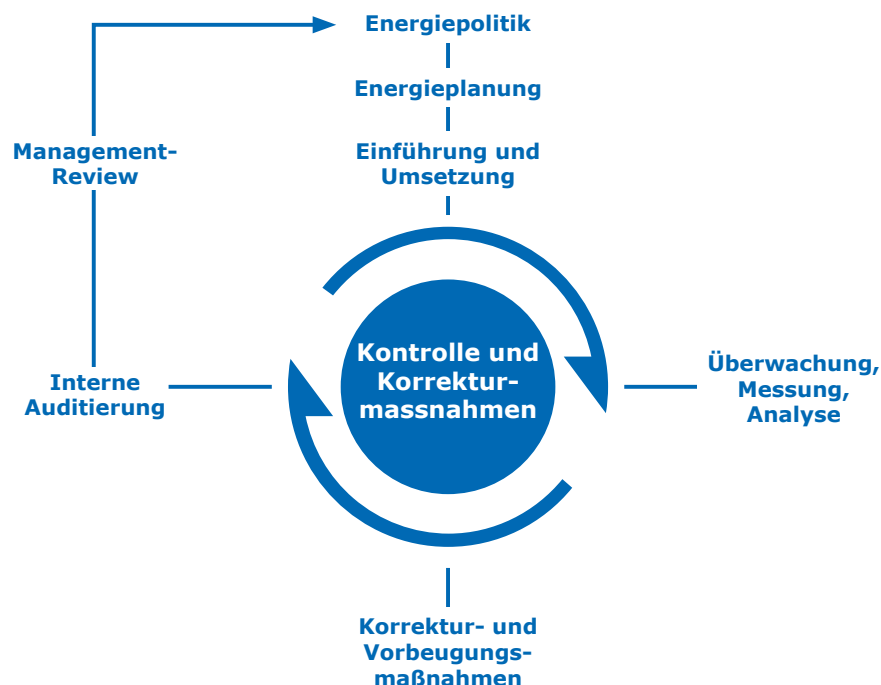 Energiepolitik
Energieplanung
Einführung und
Umsetzung
Management-
Review
Kontrolle und
Korrektur-
massnahmen
Überwachung,
Messung,
Analyse
Interne
Auditierung
Korrektur- und
Vorbeugungs-
maßnahmen